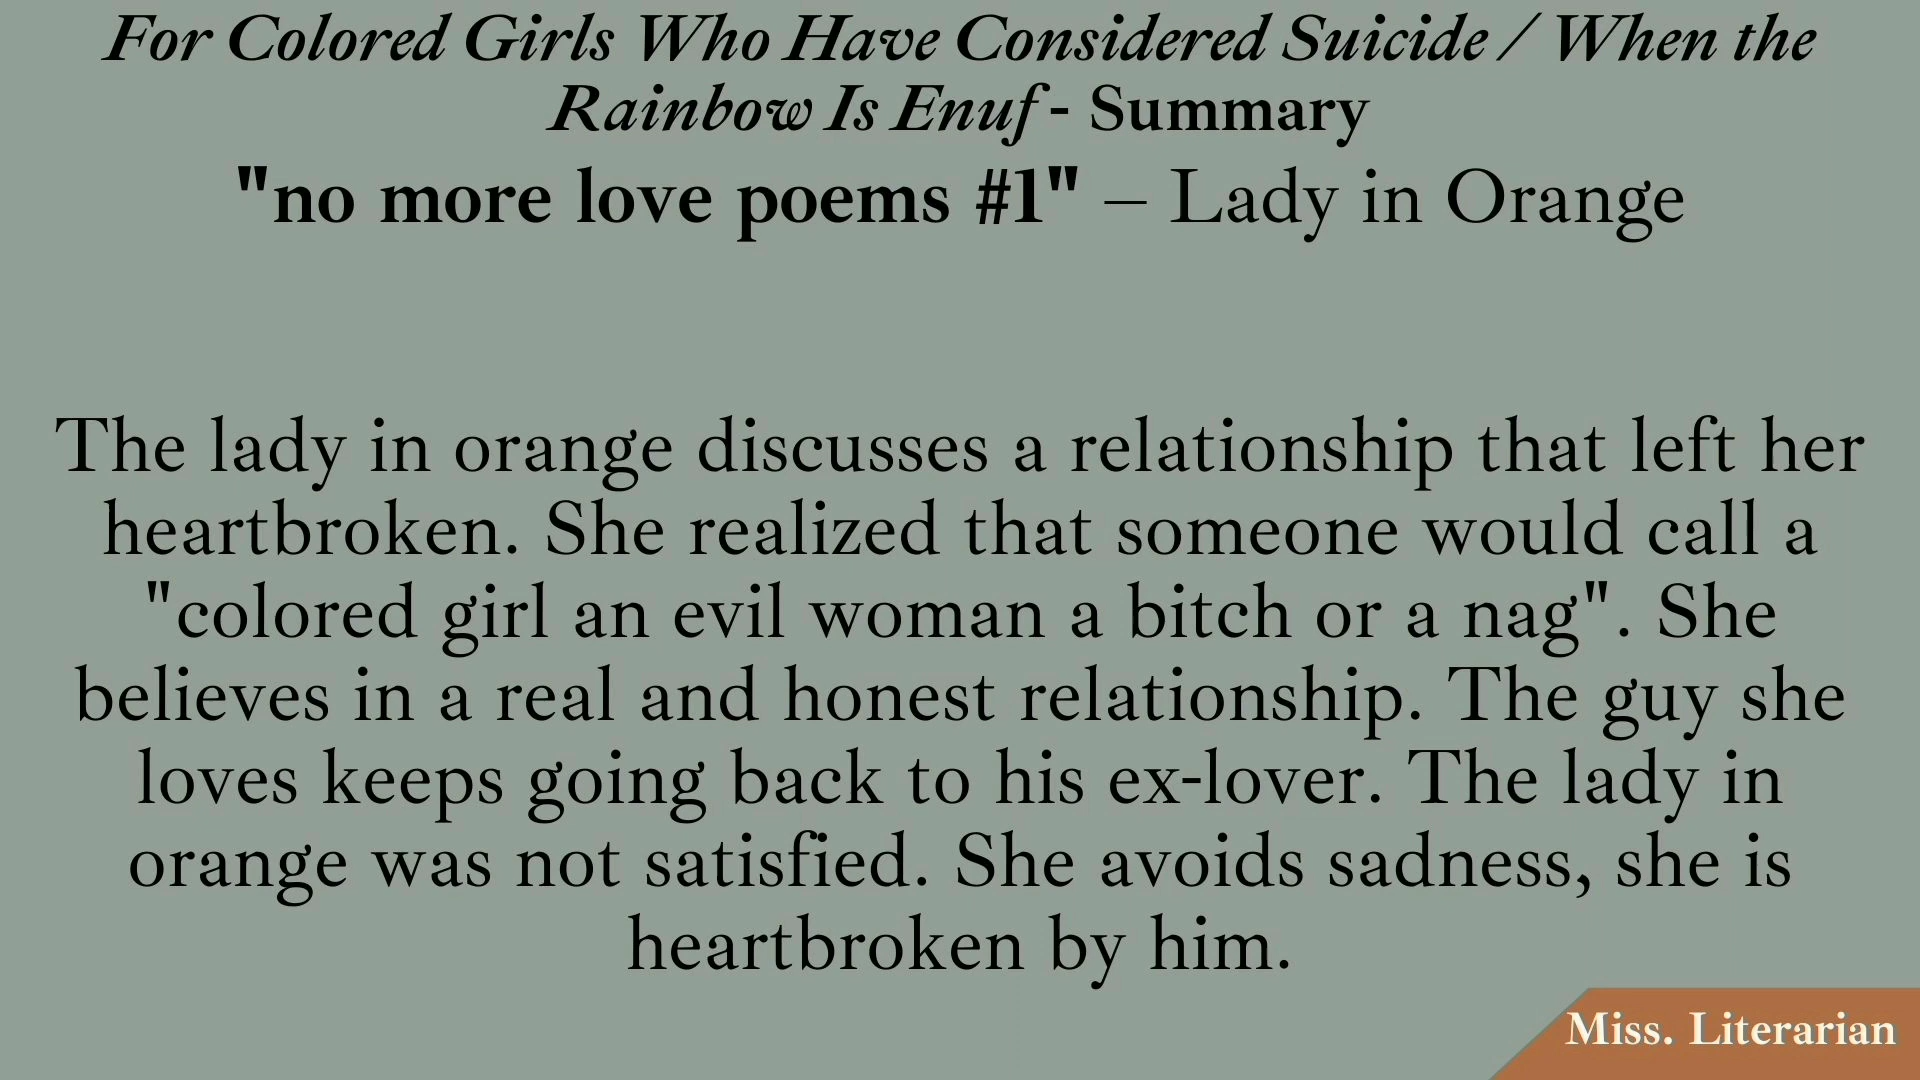 For Colored Girls Who Have Considered Suicide / When the
Rainbow Is Enuf - Summary
"no more love poems #1" – Lady in Orange
The lady in orange discusses a relationship that left her
heartbroken. She realized that someone would call a
"colored girl an evil woman a bitch or a nag". She
believes in a real and honest relationship. The guy she
loves keeps going back to his ex-lover. The lady in
orange was not satisfied. She avoids sadness, she is
heartbroken by him.
Miss. Literarian